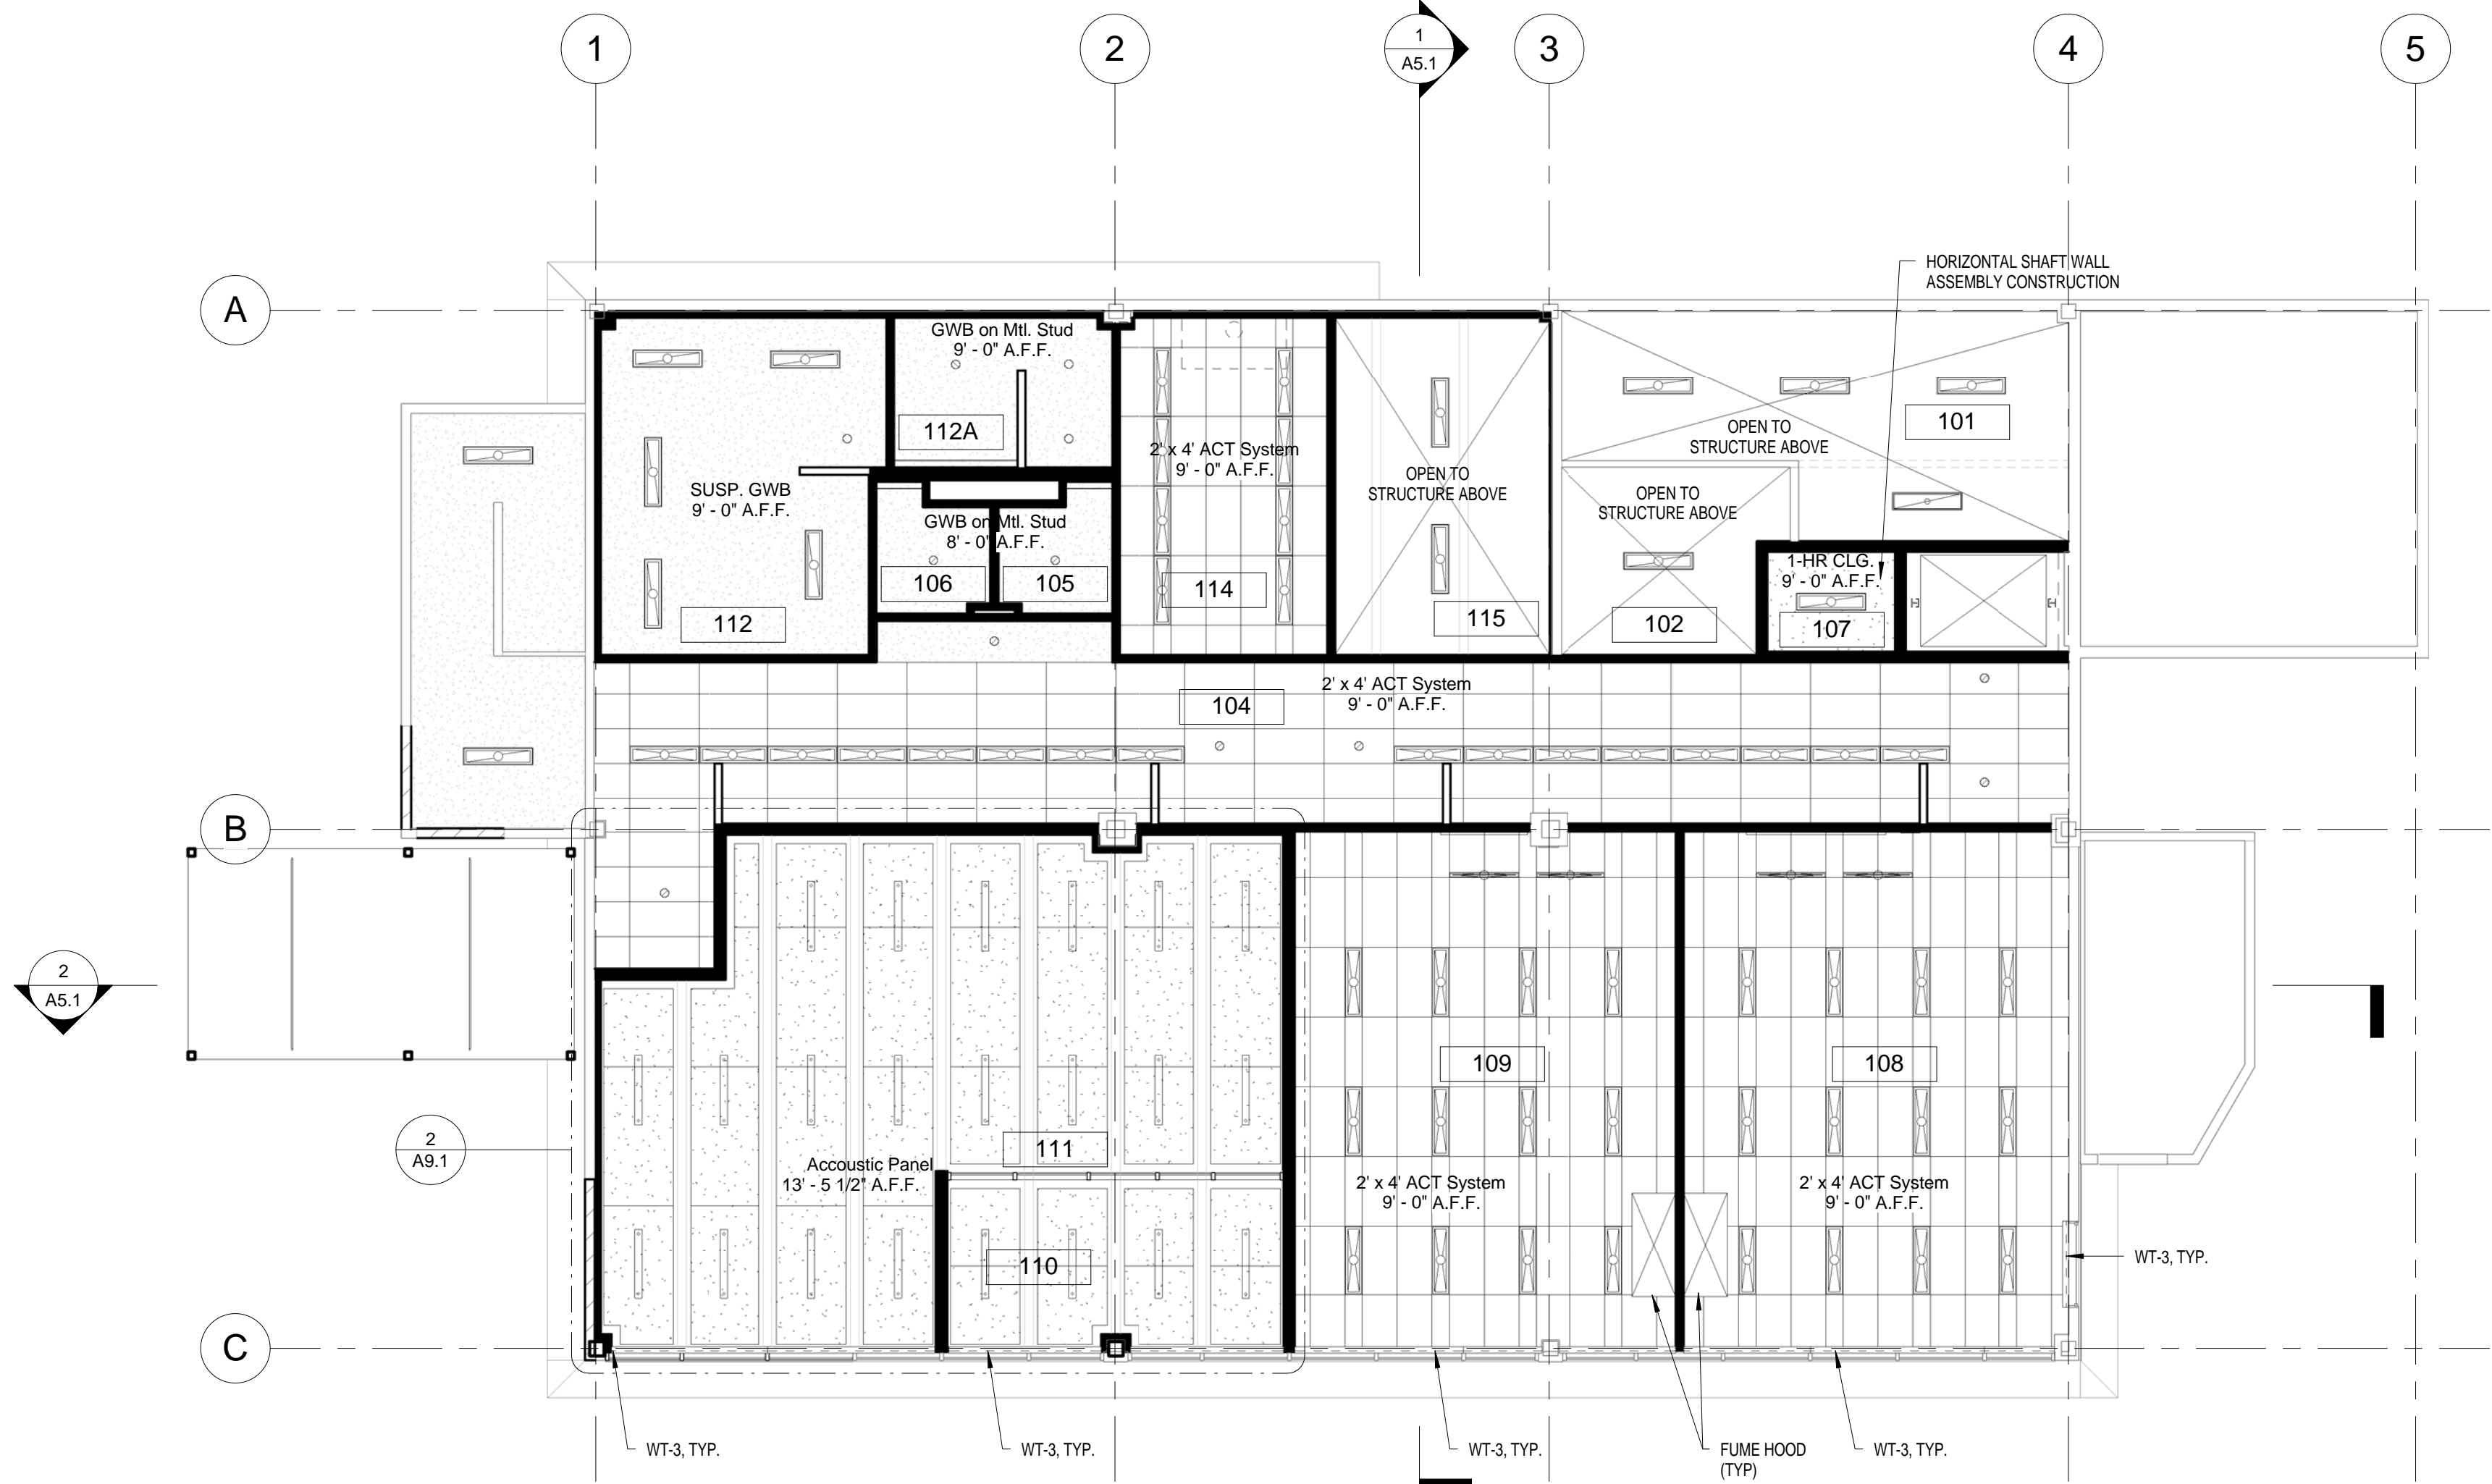 1
2
1
A5.1
3
4
5
HORIZONTAL SHAFT WALL
ASSEMBLY CONSTRUCTION
A
GWB on Mtl. Stud
9' - 0" A.F.F.
112A
101
OPEN TO
STRUCTURE ABOVE
2' x 4' ACT System
9' - 0" A.F.F.
OPEN TO
STRUCTURE ABOVE
SUSP. GWB
9' - 0" A.F.F.
OPEN TO
STRUCTURE ABOVE
GWB on Mtl. Stud
8' - 0" A.F.F.
1-HR CLG.
9' - 0" A.F.F.
106
105
114
115
112
102
107
2' x 4' ACT System
9' - 0" A.F.F.
104
B
2
A5.1
109
108
2
A9.1
111
Accoustic Panel
13' - 5 1/2" A.F.F.
2' x 4' ACT System
9' - 0" A.F.F.
2' x 4' ACT System
9' - 0" A.F.F.
110
WT-3, TYP.
C
WT-3, TYP.
WT-3, TYP.
WT-3, TYP.
FUME HOOD
(TYP)
WT-3, TYP.